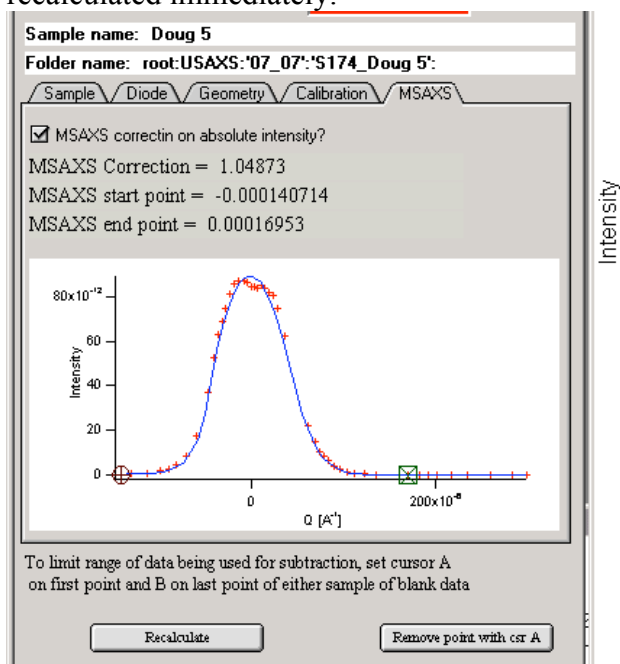 recalculated immediately.
Sample name: Doug 5
Folder name: root:USAXS:'07_07':'S174_Doug 5':
Sample Diode Geometry Calibration MSAXS
MSAXS correctin on absolute intensity?
MSAXS Correction = 1.04873
MSAXS start point = -0.000140714
MSAXS end point = 0.00016953
Intensity
80x10⁻¹²
60
40
20
0
Intensity
0 200x10⁻⁶
Q [A⁻¹]
To limit range of data being used for subtraction, set cursor A
on first point and B on last point of either sample of blank data
Recalculate Remove point with csr A